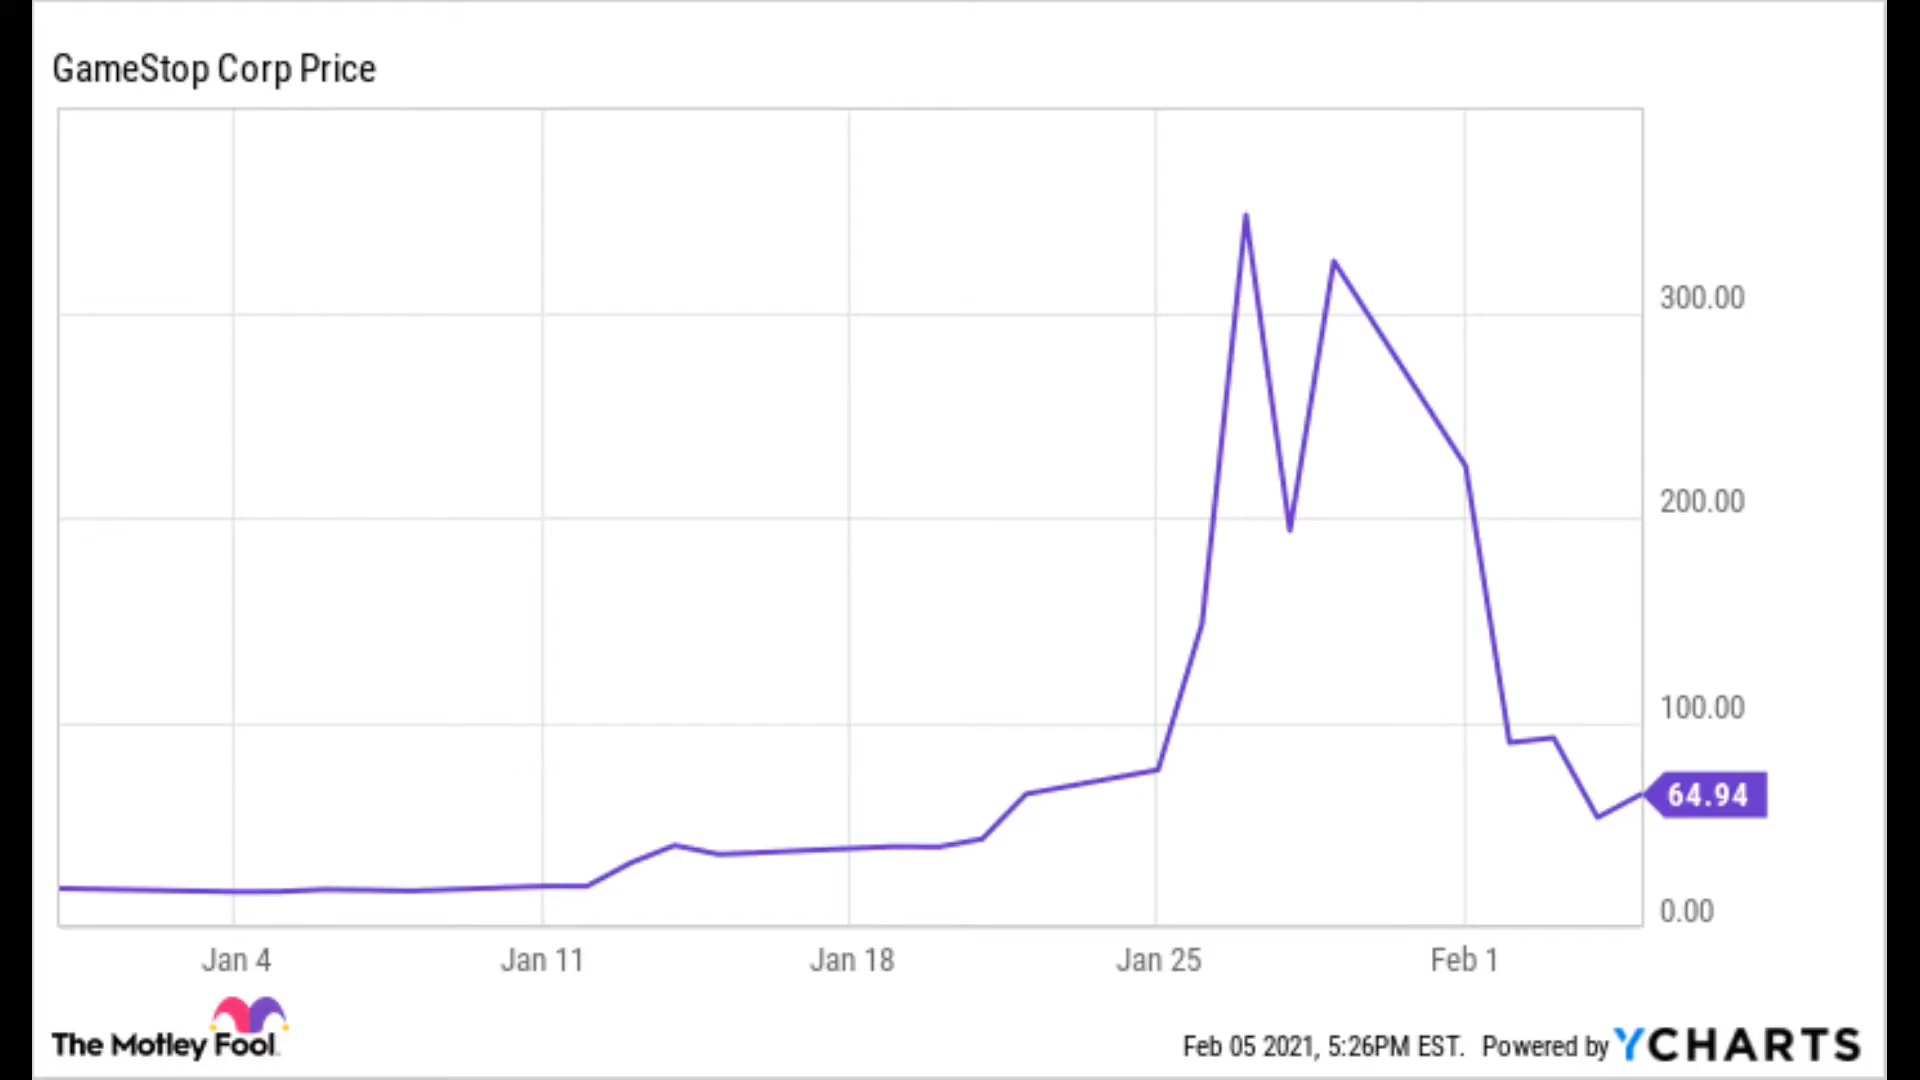 GameStop Corp Price
300.00
200.00
100.00
64.94
0.00
Jan 4 Jan 11 Jan 18 Jan 25 Feb 1
The Motley Fool.
Feb 05 2021, 5:26PM EST. Powered by YCHARTS